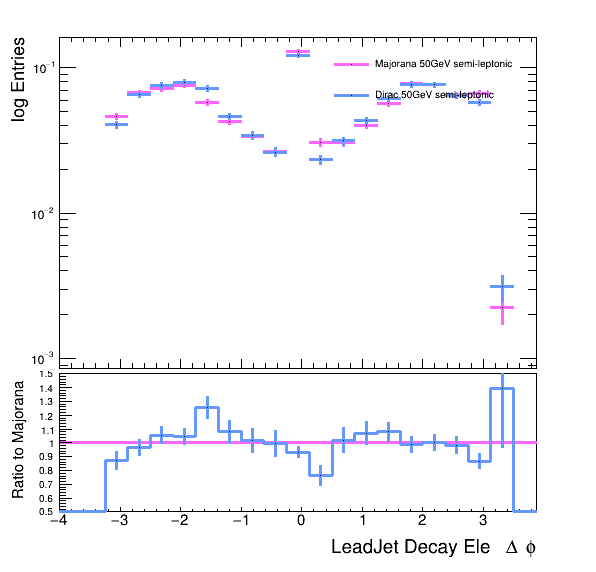 log Entries
10⁻¹
10⁻²
10⁻³
Majorana 50GeV semi-leptonic
Dirac 50GeV semi-leptonic
Ratio to Majorana
1.5
1.4
1.3
1.2
1.1
1
0.9
0.8
0.7
0.6
0.5
−4 −3 −2 −1 0 1 2 3
LeadJet Decay Ele Δ ϕ